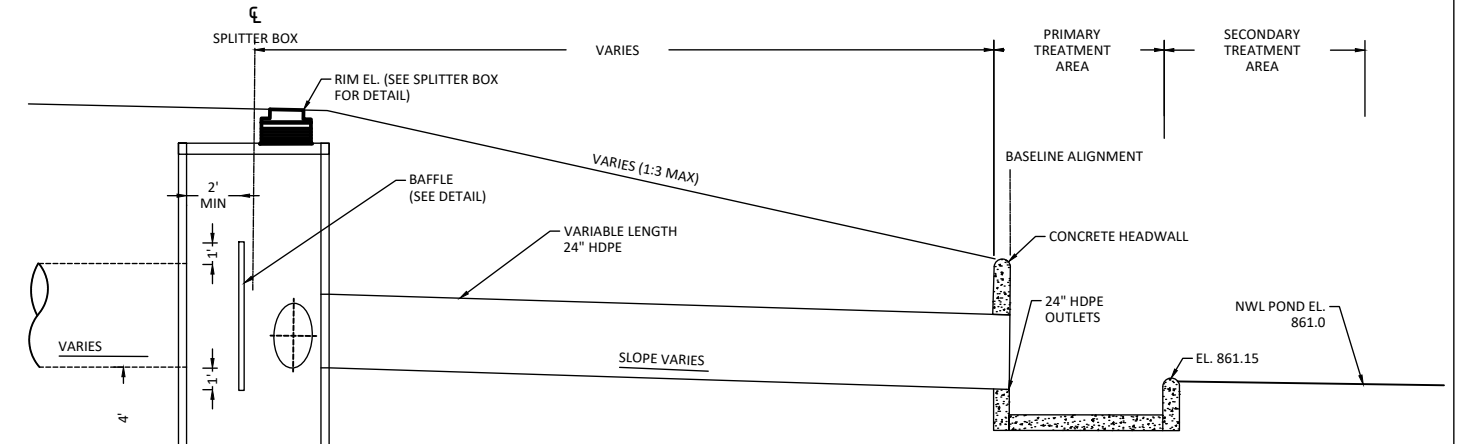 ℄
SPLITTER BOX
VARIES
PRIMARY
TREATMENT
AREA
SECONDARY
TREATMENT
AREA
RIM EL. (SEE SPLITTER BOX
FOR DETAIL)
VARIES (1:3 MAX)
BASELINE ALIGNMENT
2'
MIN
BAFFLE
(SEE DETAIL)
1'
VARIABLE LENGTH
24" HDPE
CONCRETE HEADWALL
24" HDPE
OUTLETS
NWL POND EL.
861.0
VARIES
SLOPE VARIES
EL. 861.15
1'
4'